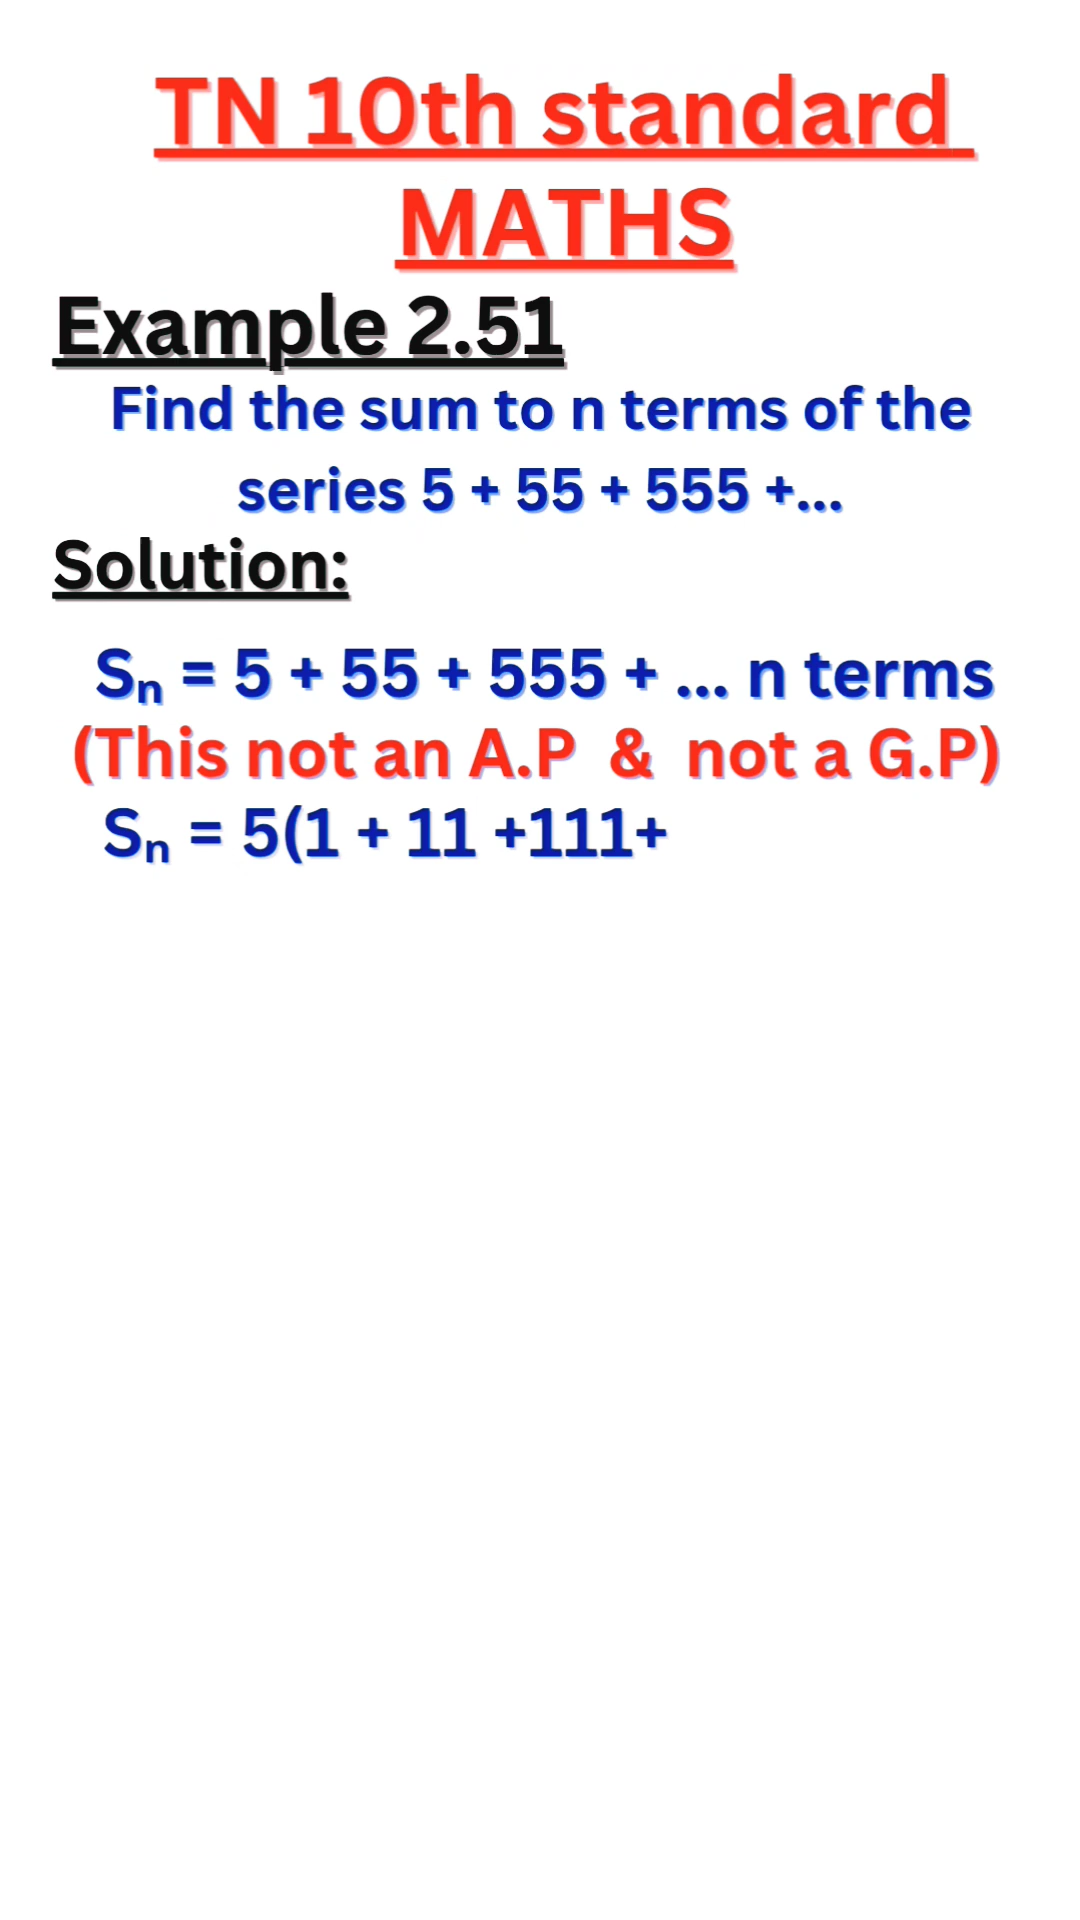 TN 10th standard
MATHS
Example 2.51
Find the sum to n terms of the
series 5 + 55 + 555 +...
Solution:
Sₙ = 5 + 55 + 555 + ... n terms
(This not an A.P & not a G.P)
Sₙ = 5(1 + 11 +111+